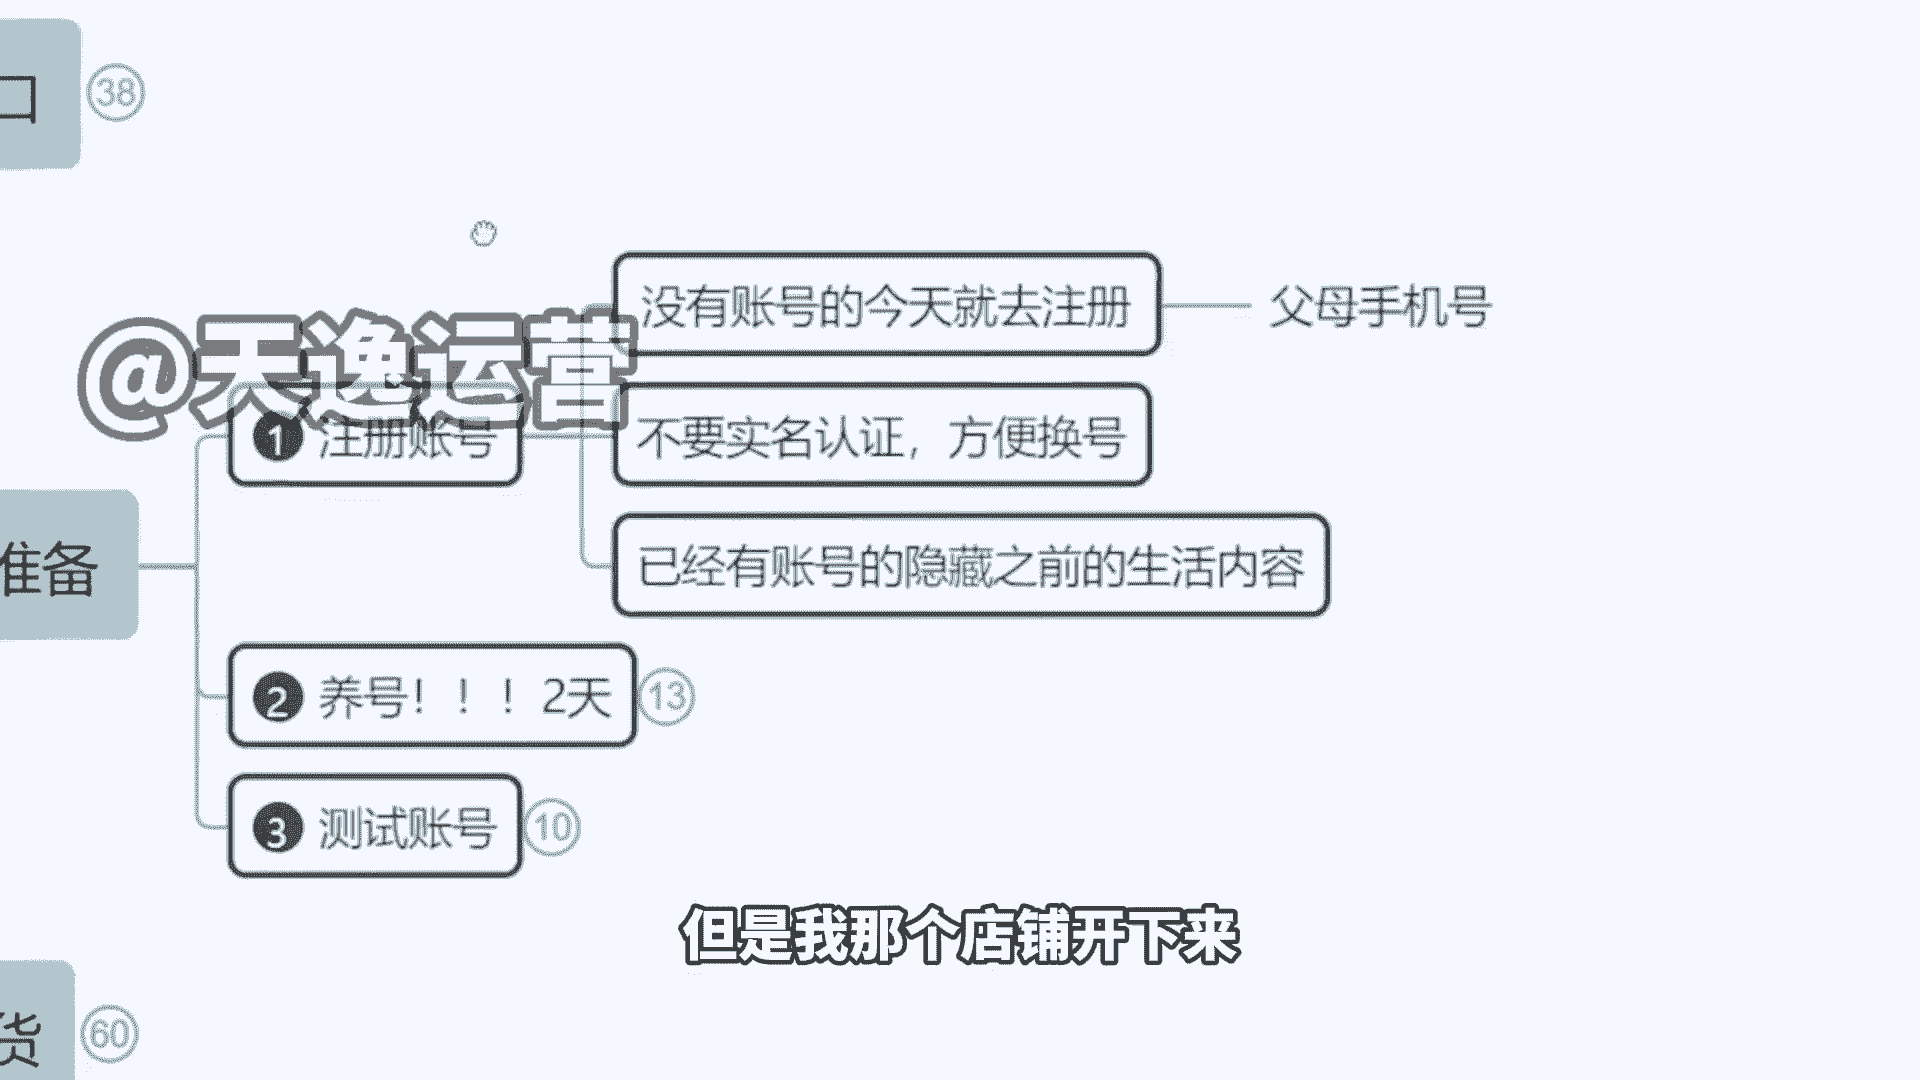 口
38
没有账号的今天就去注册
父母手机号
@天逸运营
1 注册账号
不要实名认证，方便换号
已经有账号的隐藏之前的生活内容
准备
2 养号！！！2天
13
3 测试账号
10
但是我那个店铺开下来
货
60